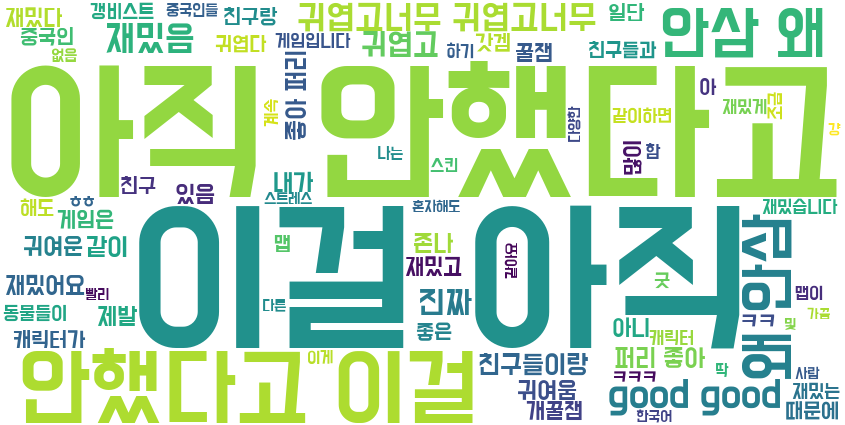 재밌다 갱비스트 중국인들 친구랑 귀엽고너무 귀엽고너무 일단 안삼 왜
중국인 재밌음 귀엽다 게임입니다 귀엽고 하기 갓겜 친구들과
없음 꿀잼
아직 안했다고
계속 좋아 퍼리 다양한 아 같이하면 재밌게 조금 강
나는 스킨 많이 함
친구 있음 내가 스트레스 혼자해도 재밌습니다
해도 ㅎㅎ 게임은
이걸 아직
귀여운 같이 맵 존나 재밌고 같아요 굿 안삼 맵이
재밌어요 빨리 진짜
동물들이 제발 다른 좋은 아니 ㅋㅋ 및 가끔
캐릭터가 캐릭터 왜
안했다고 이걸
이게 친구들이랑 퍼리 좋아 딱 사람
귀여움 ㅋㅋㅋ 재밌는
개꿀잼 good good 때문에
한국어